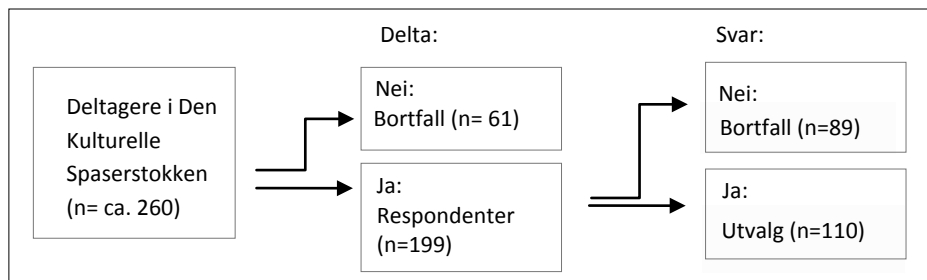 Delta:
Svar:
Deltagere i Den
Kulturelle
Spaserstokken
(n= ca. 260)
Nei:
Bortfall (n= 61)
Ja:
Respondenter
(n=199)
Nei:
Bortfall (n=89)
Ja:
Utvalg (n=110)